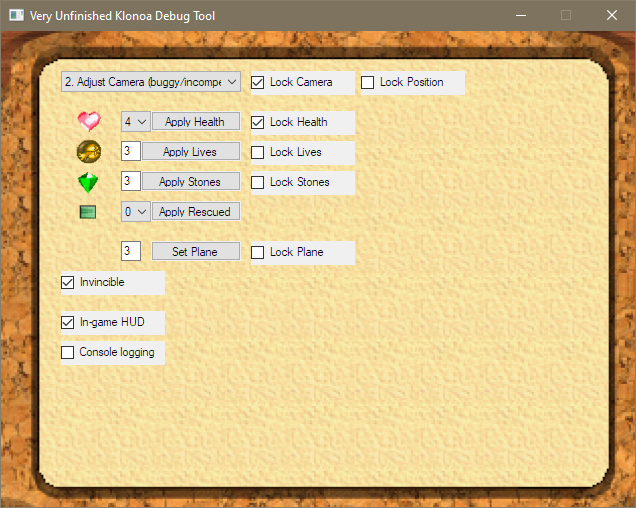 Very Unfinished Klonoa Debug Tool
2. Adjust Camera (buggy/incompe Lock Camera Lock Position
4 Apply Health Lock Health
3 Apply Lives Lock Lives
3 Apply Stones Lock Stones
0 Apply Rescued
3 Set Plane Lock Plane
Invincible
In-game HUD
Console logging